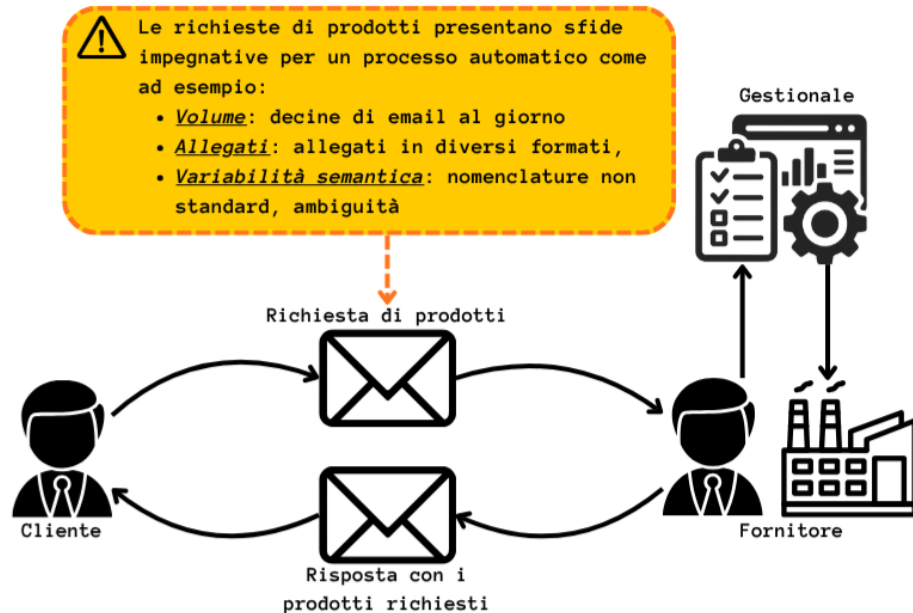 Le richieste di prodotti presentano sfide
impegnative per un processo automatico come
ad esempio:
• Volume: decine di email al giorno
• Allegati: allegati in diversi formati,
• Variabilità semantica: nomenclature non
standard, ambiguità
Gestionale
Richiesta di prodotti
Cliente
Fornitore
Risposta con i
prodotti richiesti